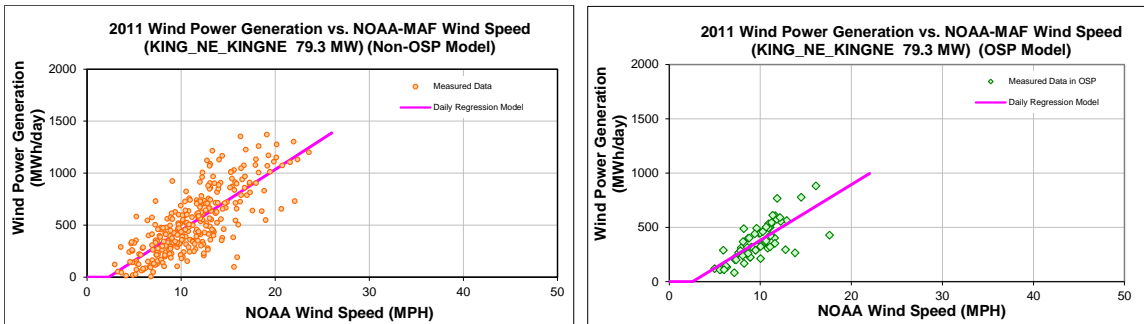 2011 Wind Power Generation vs. NOAA-MAF Wind Speed
(KING_NE_KINGNE 79.3 MW) (Non-OSP Model)
Wind Power Generation
(MWh/day)
2000
1500
1000
500
0
Measured Data
Daily Regression Model
0 10 20 30 40 50
NOAA Wind Speed (MPH)
2011 Wind Power Generation vs. NOAA-MAF Wind Speed
(KING_NE_KINGNE 79.3 MW) (OSP Model)
Wind Power Generation
(MWh/day)
2000
1500
1000
500
0
Measured Data in OSP
Daily Regression Model
0 10 20 30 40 50
NOAA Wind Speed (MPH)